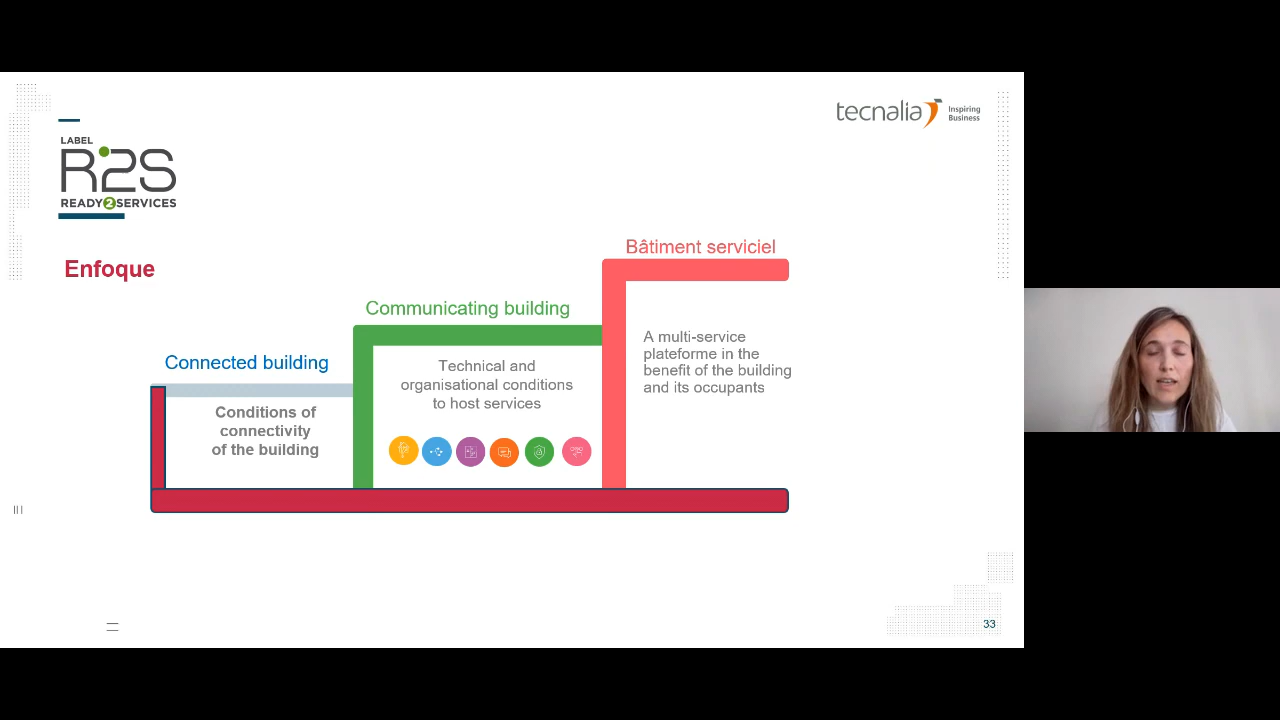 tecnalia
Inspiring
Business
LABEL
R2S
READY2SERVICES
Enfoque
Bâtiment serviciel
Communicating building
Connected building
A multi-service
plateforme in the
benefit of the building
and its occupants
Technical and
organisational conditions
to host services
Conditions of
connectivity
of the building
33